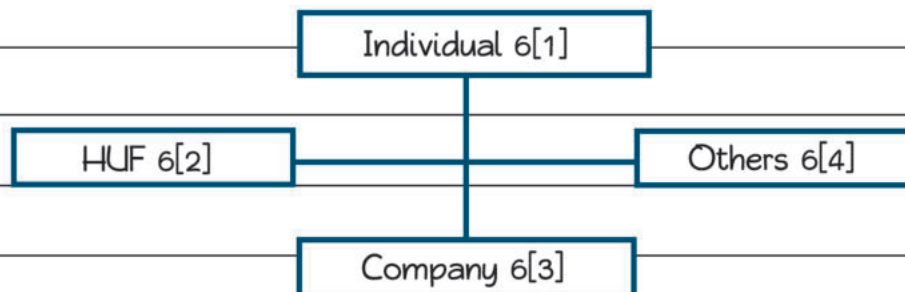 Individual 6[1]
HUF 6[2]
Others 6[4]
Company 6[3]